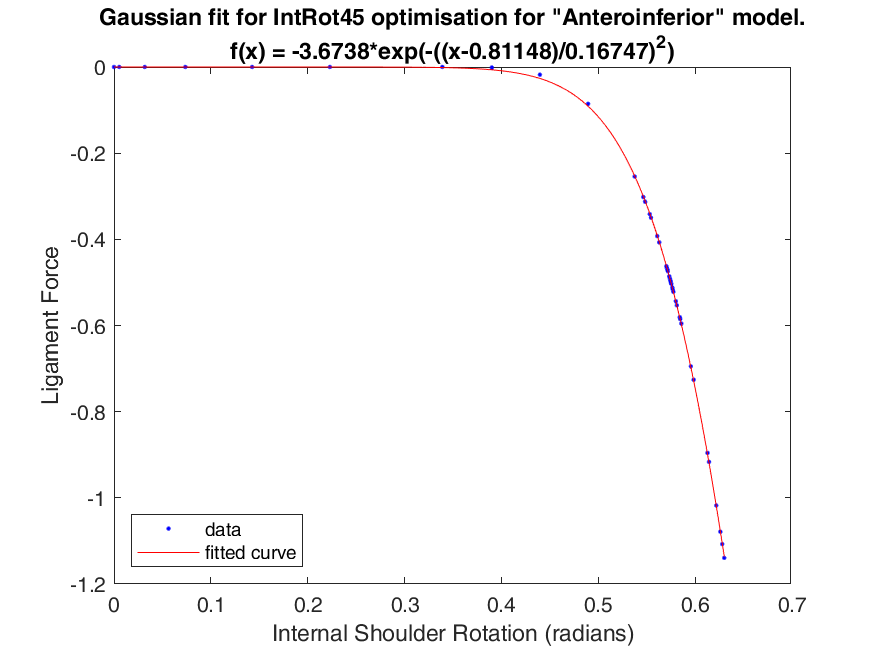 Gaussian fit for IntRot45 optimisation for "Anteroinferior" model.
f(x) = -3.6738*exp(-((x-0.81148)/0.16747)²)
0
-0.2
-0.4
-0.6
-0.8
-1
-1.2
Ligament Force
data
fitted curve
0 0.1 0.2 0.3 0.4 0.5 0.6 0.7
Internal Shoulder Rotation (radians)